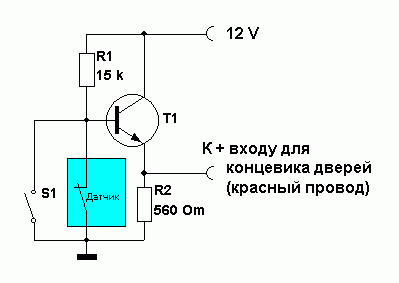 12 V
R1
15 k
T1
К + входу для
концевика дверей
(красный провод)
S1
Датчик
R2
560 Om